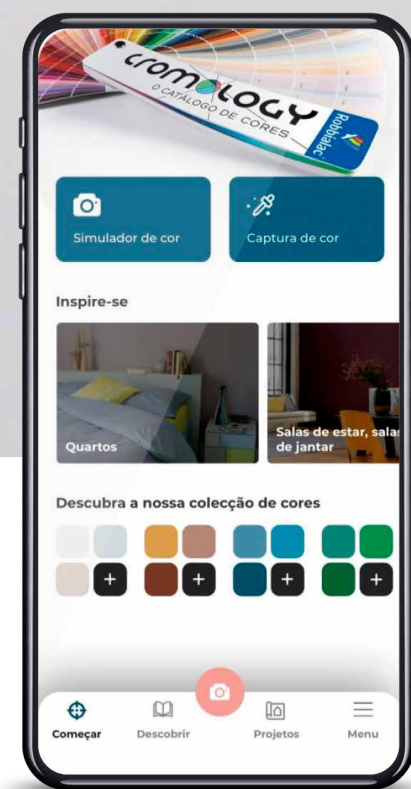 CROMOLOGY
O CATÁLOGO DE CORES
Robbialac
Simulador de cor
Captura de cor
Inspire-se
Quartos
Salas de estar, salas
de jantar
Descubra a nossa colecção de cores
+ + + +
Começar
Descobrir
Projetos
Menu